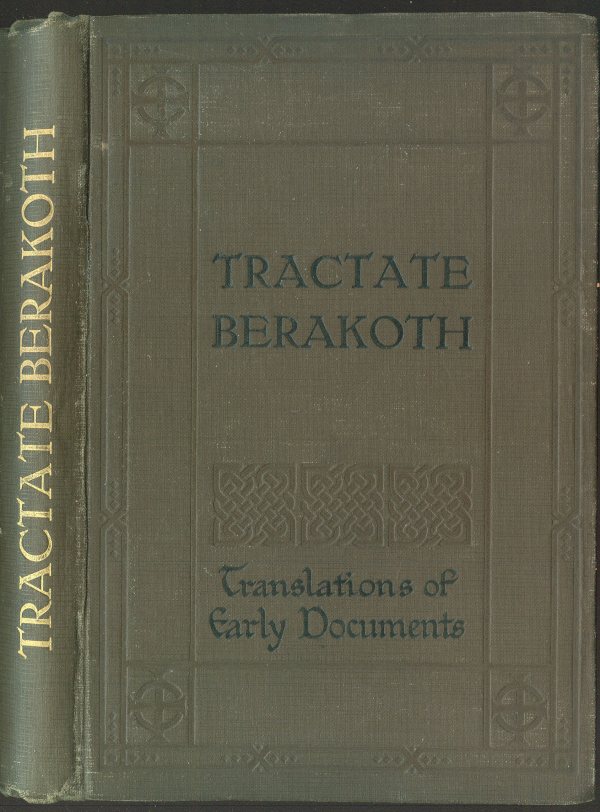 TRACTATE BERAKOTH
TRACTATE
BERAKOTH
Translations of
Early Documents